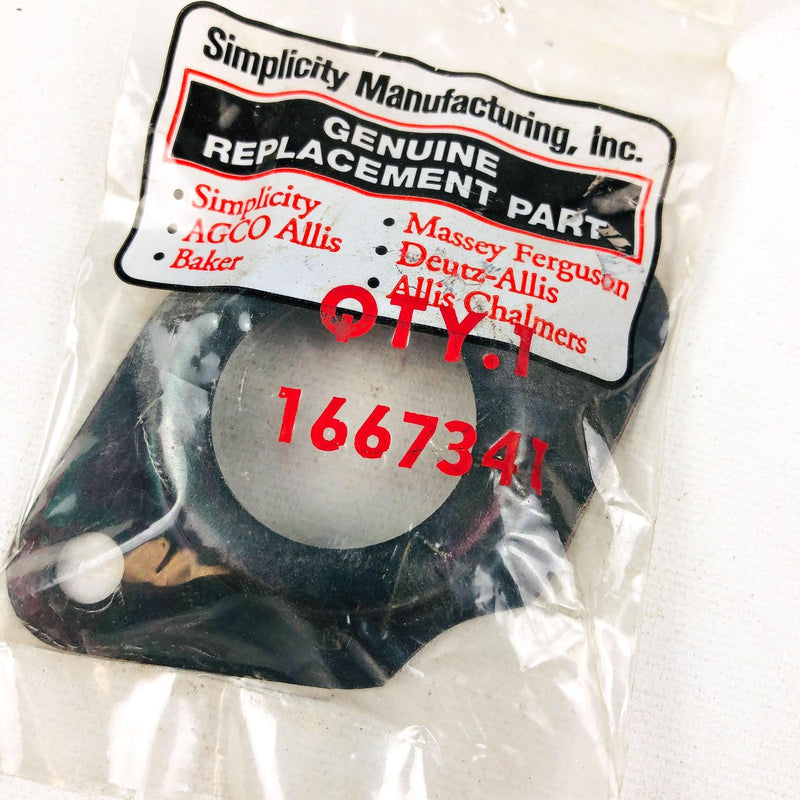 Simplicity Manufacturing, Inc.
GENUINE
REPLACEMENT PART
• Simplicity
• AGCO Allis
• Baker
• Massey Ferguson
• Deutz-Allis
• Allis Chalmers
QTY.1
1667341